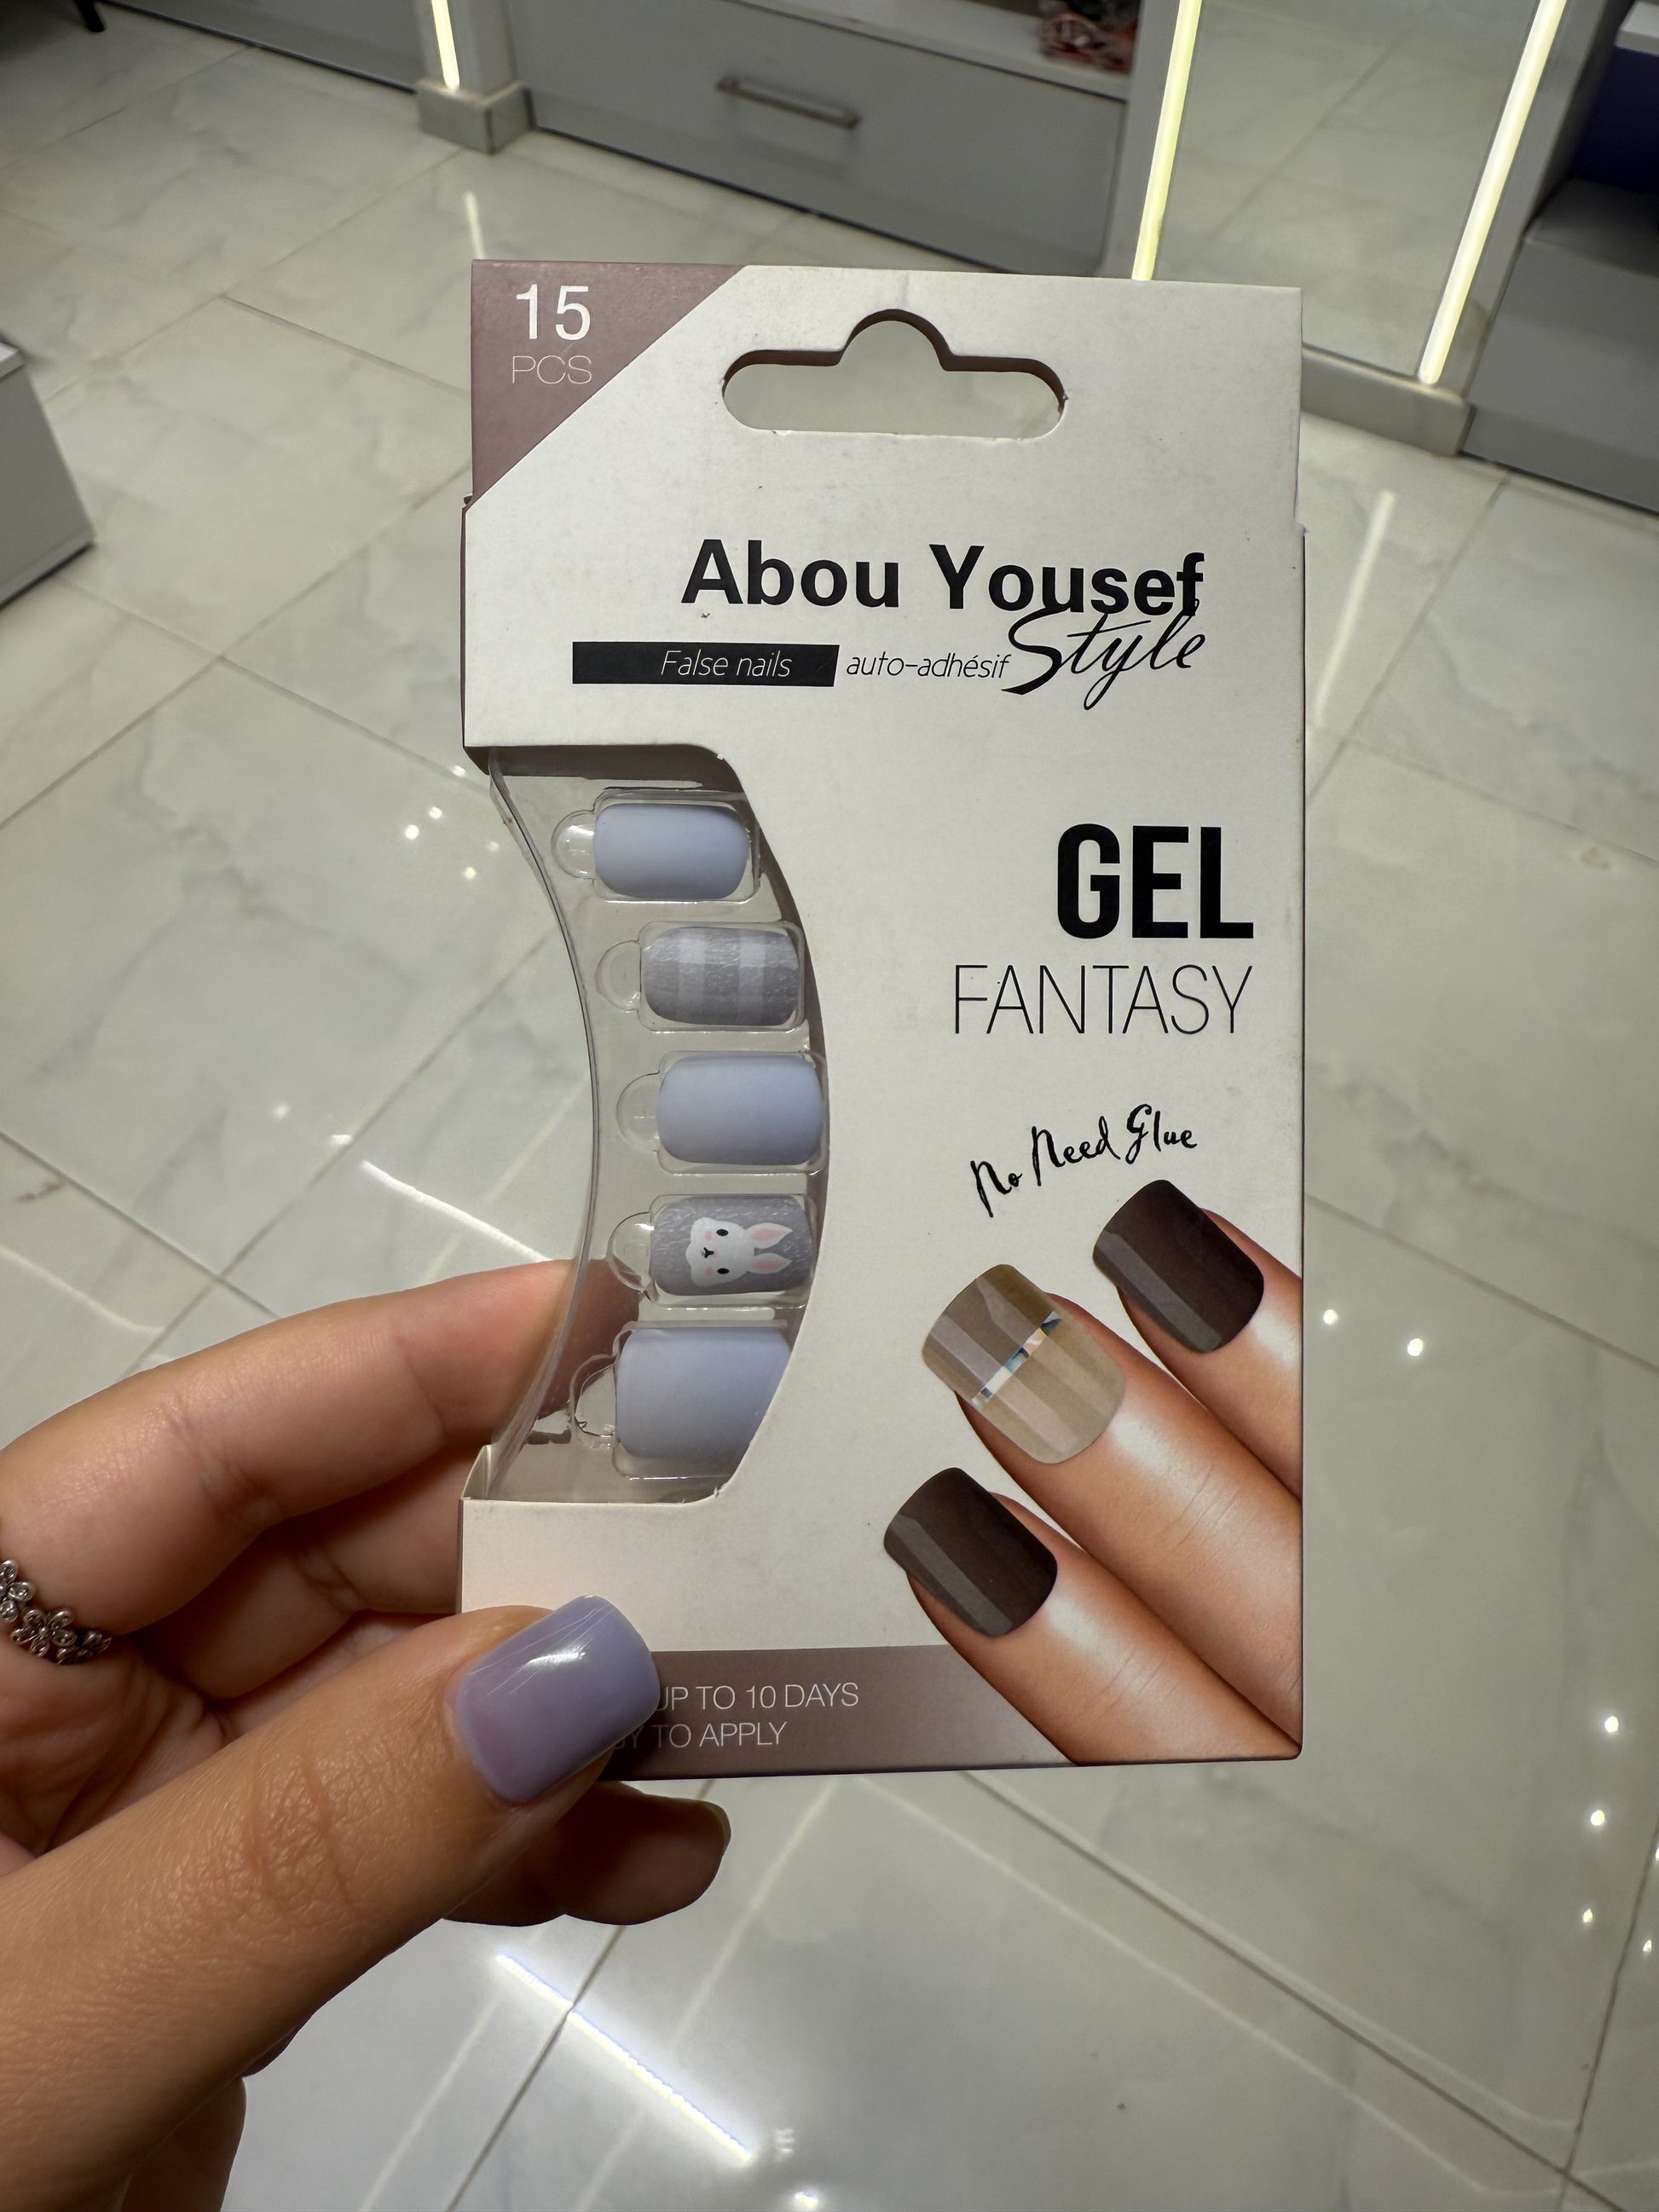 15
PCS
Abou Yousef
Style
False nails auto-adhésif
GEL
FANTASY
No Need Glue
UP TO 10 DAYS
TO APPLY